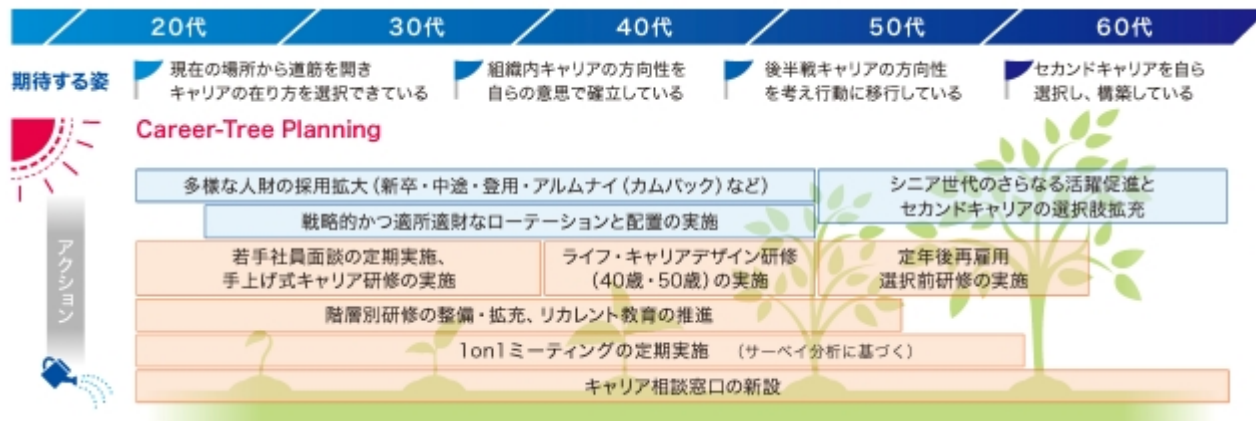 20代
30代
40代
50代
60代
期待する姿
現在の場所から道筋を開き
キャリアの在り方を選択できている
組織内キャリアの方向性を
自らの意思で確立している
後半戦キャリアの方向性
を考え行動に移行している
セカンドキャリアを自ら
選択し、構築している
Career-Tree Planning
アクション
多様な人財の採用拡大（新卒・中途・登用・アルムナイ（カムバック）など）
シニア世代のさらなる活躍促進と
セカンドキャリアの選択肢拡充
戦略的かつ適所適財なローテーションと配置の実施
若手社員面談の定期実施、
手上げ式キャリア研修の実施
ライフ・キャリアデザイン研修
（40歳・50歳）の実施
定年後再雇用
選択前研修の実施
階層別研修の整備・拡充、リカレント教育の推進
1on1ミーティングの定期実施　（サーベイ分析に基づく）
キャリア相談窓口の新設